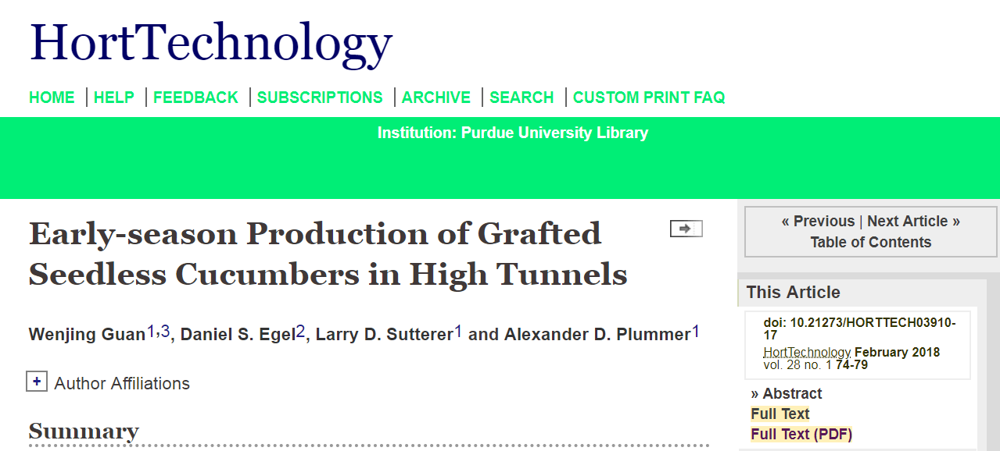 HortTechnology
HOME | HELP | FEEDBACK | SUBSCRIPTIONS | ARCHIVE | SEARCH | CUSTOM PRINT FAQ
Institution: Purdue University Library
Early-season Production of Grafted
Seedless Cucumbers in High Tunnels
Wenjing Guan1,3, Daniel S. Egel2, Larry D. Sutterer1 and Alexander D. Plummer1
+ Author Affiliations
Summary
« Previous | Next Article »
Table of Contents
This Article
doi: 10.21273/HORTTECH03910-
17
HortTechnology February 2018
vol. 28 no. 1 74-79
» Abstract
Full Text
Full Text (PDF)